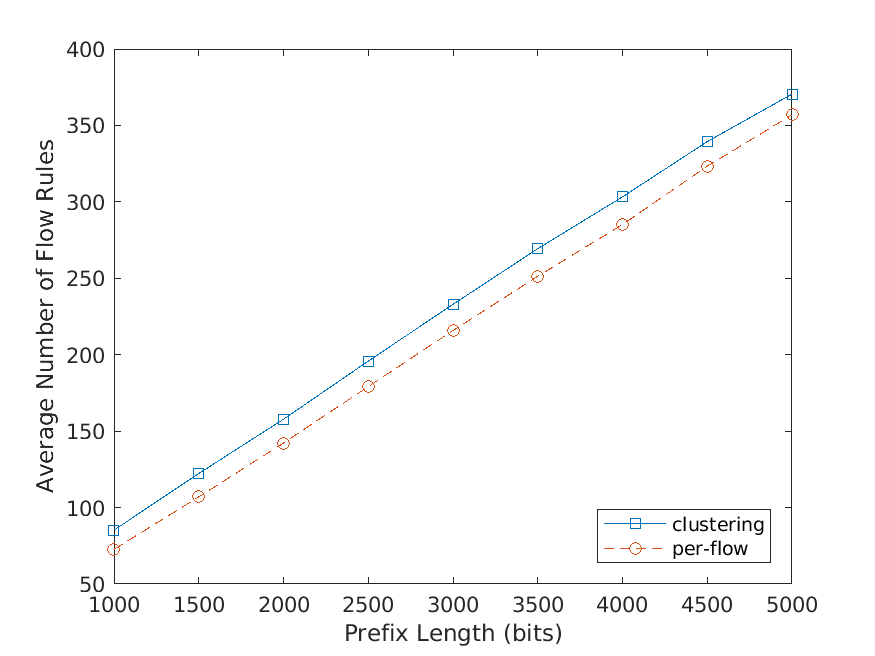 400
350
300
250
200
150
100
50
Average Number of Flow Rules
clustering
per-flow
1000 1500 2000 2500 3000 3500 4000 4500 5000
Prefix Length (bits)